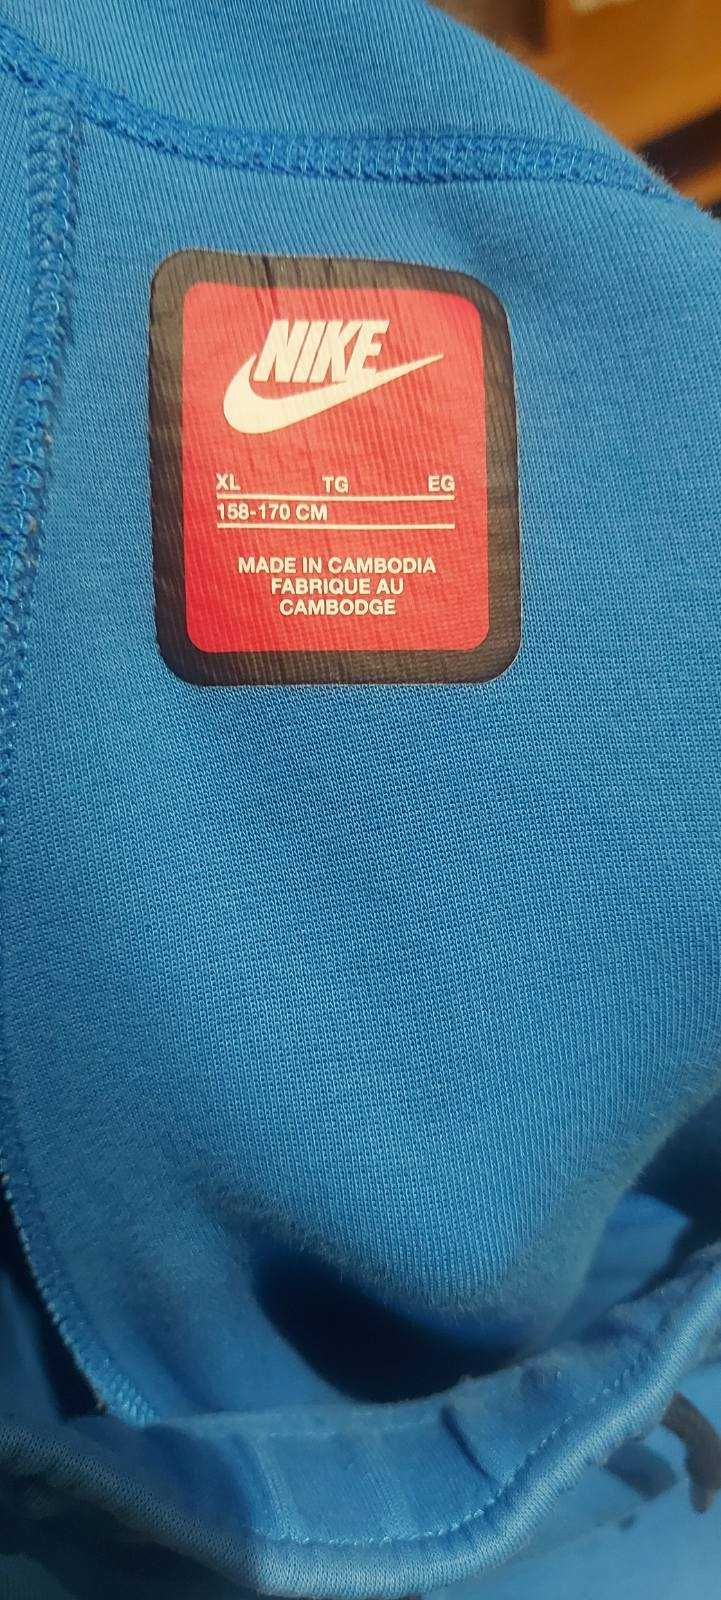 NIKE
XL TG EG
158-170 CM
MADE IN CAMBODIA
FABRIQUE AU
CAMBODGE